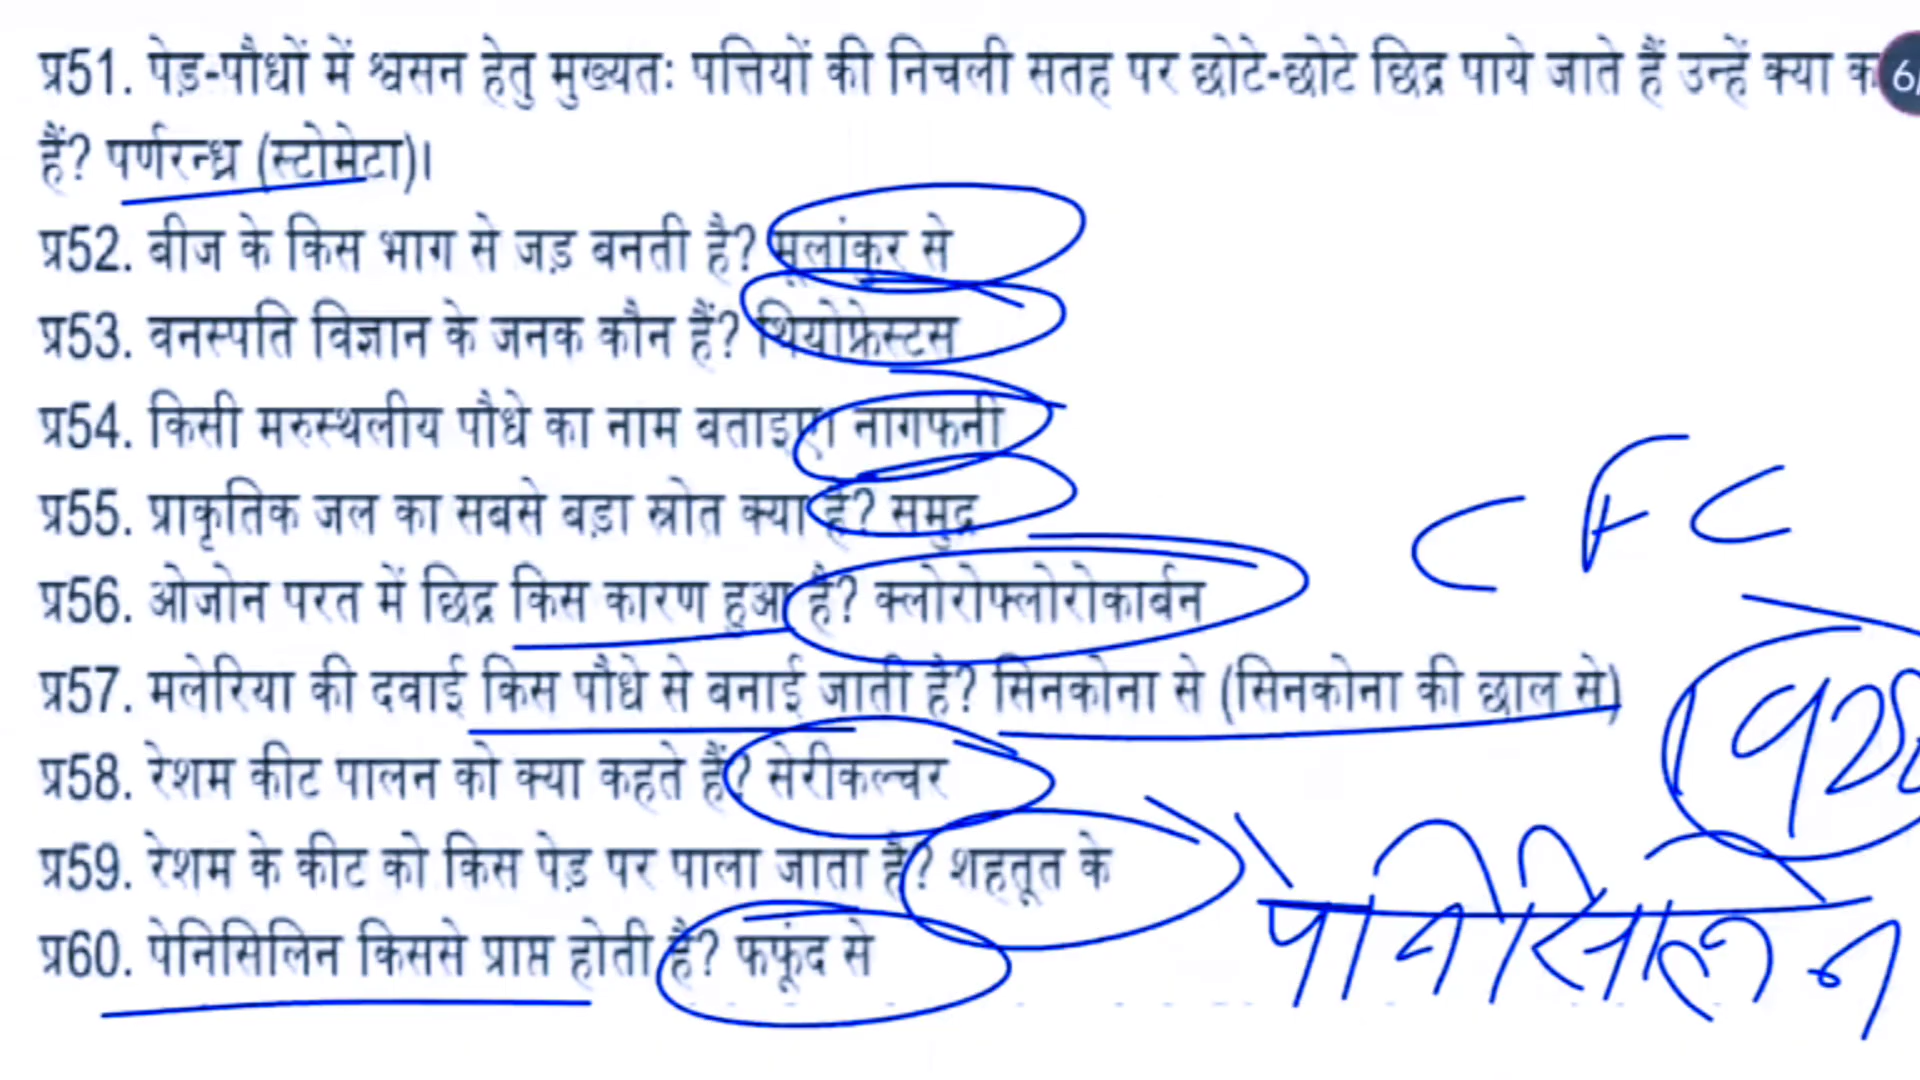 प्र51. पेड़-पौधों में श्वसन हेतु मुख्यतः पत्तियों की निचली सतह पर छोटे-छोटे छिद्र पाये जाते हैं उन्हें क्या
हैं? पर्णरन्ध्र (स्टोमेटा)।
प्र52. बीज के किस भाग से जड़ बनती है? मूलांकुर से
प्र53. वनस्पति विज्ञान के जनक कौन हैं? थियोफ्रेस्टस
प्र54. किसी मरुस्थलीय पौधे का नाम बताइए। नागफनी
प्र55. प्राकृतिक जल का सबसे बड़ा स्रोत क्या है? समुद्र
CFC
प्र56. ओजोन परत में छिद्र किस कारण हुआ है? क्लोरोफ्लोरोकार्बन
प्र57. मलेरिया की दवाई किस पौधे से बनाई जाती है? सिनकोना से (सिनकोना की छाल से)
प्र58. रेशम कीट पालन को क्या कहते हैं? सेरीकल्चर
प्र59. रेशम के कीट को किस पेड़ पर पाला जाता है? शहतूत के
प्र60. पेनिसिलिन किससे प्राप्त होती है? फफूंद से
पेनिसिलिन